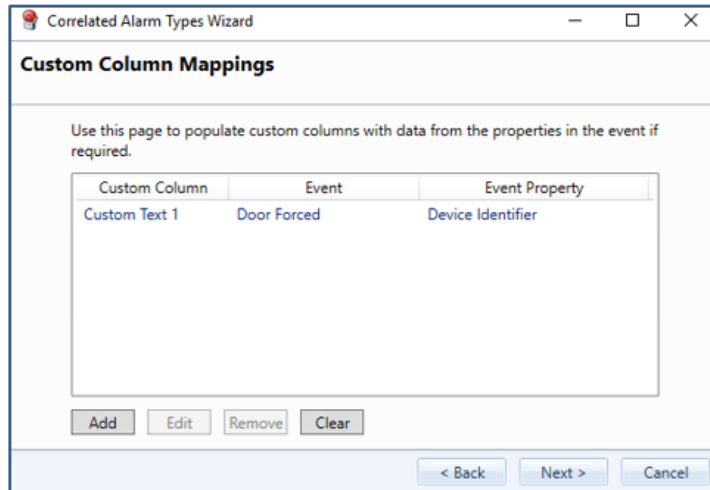 Correlated Alarm Types Wizard
Custom Column Mappings
Use this page to populate custom columns with data from the properties in the event if
required.
Custom Column Event Event Property
Custom Text 1 Door Forced Device Identifier
Add Edit Remove Clear
< Back Next > Cancel